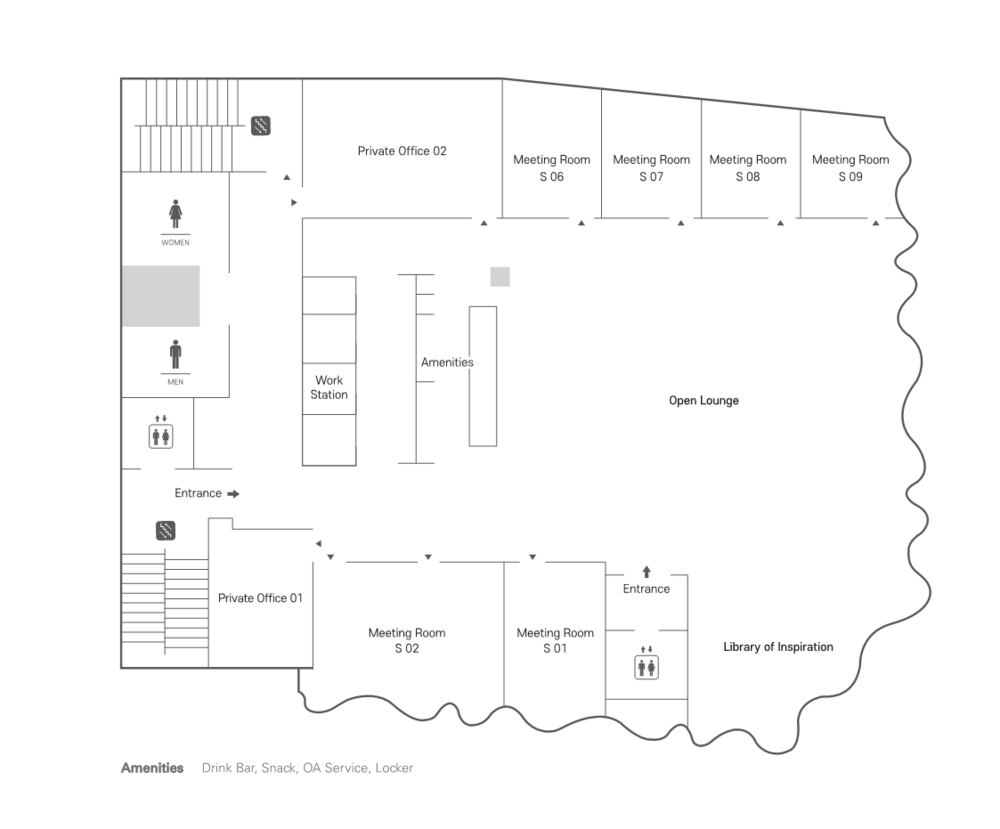 Private Office 02
Meeting Room
S 06
Meeting Room
S 07
Meeting Room
S 08
Meeting Room
S 09
WOMEN
MEN
Amenities
Work
Station
Open Lounge
Entrance
Private Office 01
Entrance
Meeting Room
S 02
Meeting Room
S 01
Library of Inspiration
Amenities Drink Bar, Snack, OA Service, Locker